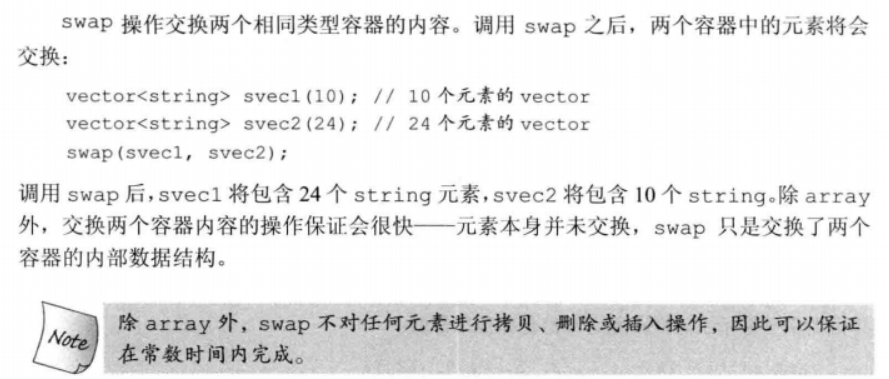 swap 操作交换两个相同类型容器的内容。调用 swap 之后，两个容器中的元素将会
交换：
vector<string> svec1(10); // 10 个元素的 vector
vector<string> svec2(24); // 24 个元素的 vector
swap(svec1, svec2);
调用 swap 后，svec1 将包含 24 个 string 元素，svec2 将包含 10 个 string。除 array
外，交换两个容器内容的操作保证会很快——元素本身并未交换，swap 只是交换了两个
容器的内部数据结构。
Note
除 array 外，swap 不对任何元素进行拷贝、删除或插入操作，因此可以保证
在常数时间内完成。